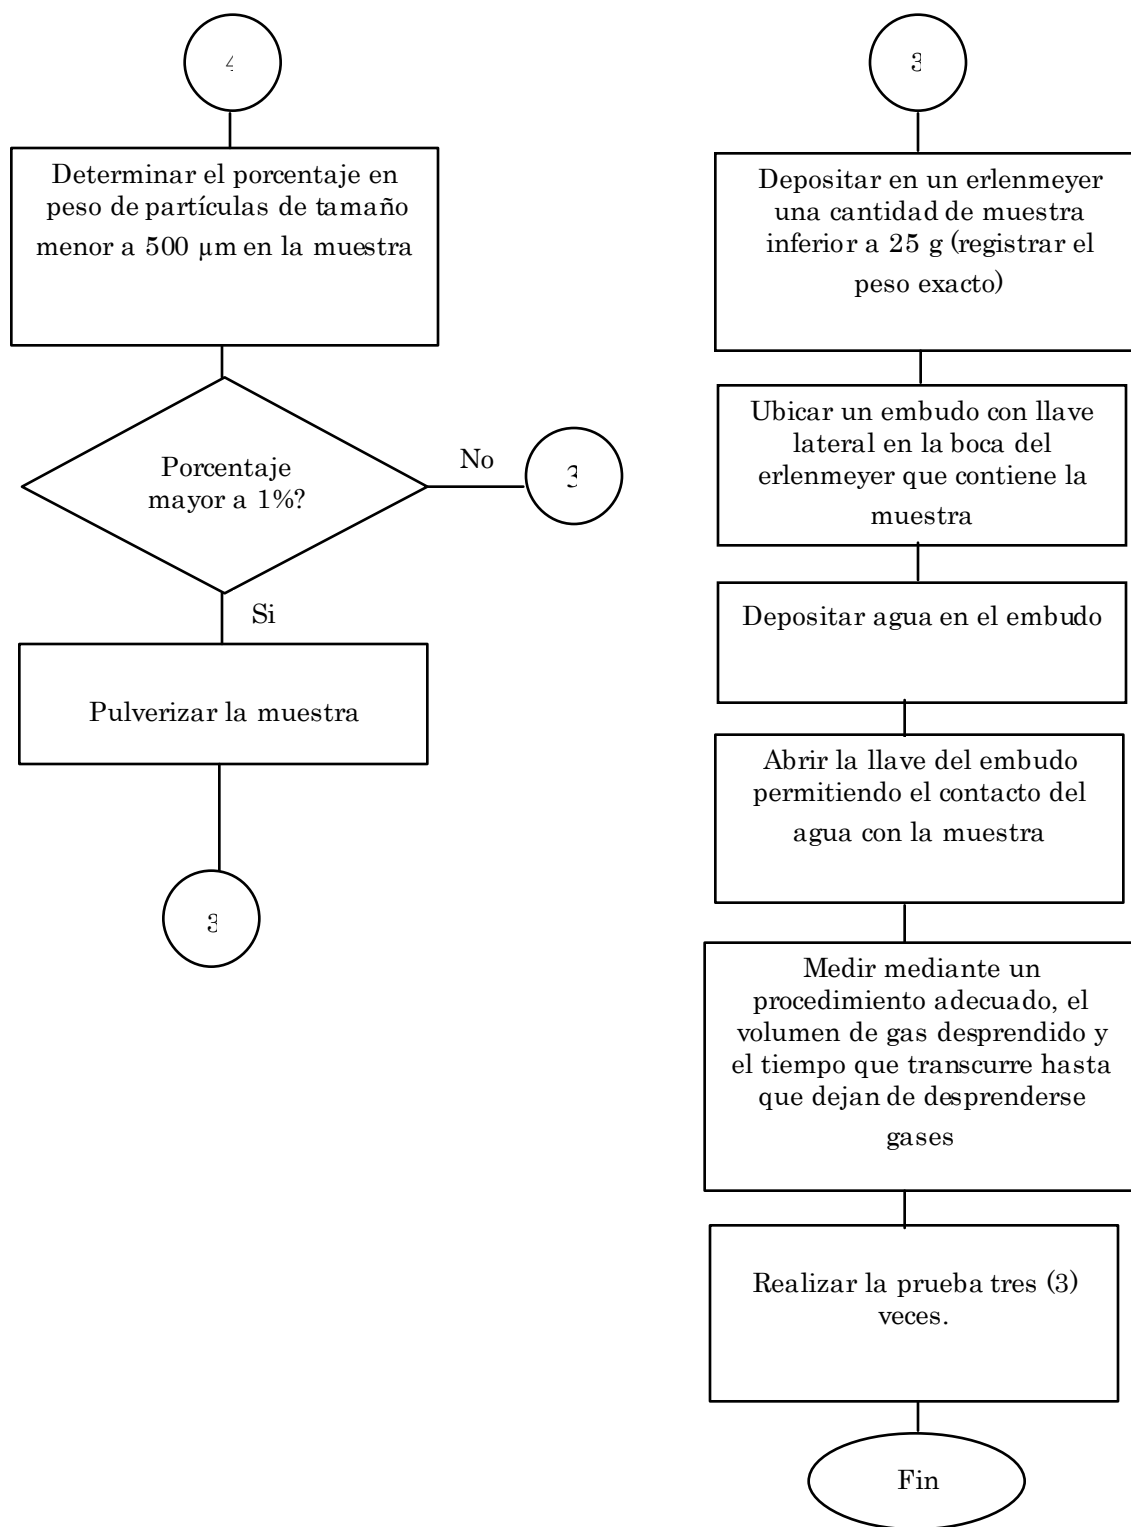 4
Determinar el porcentaje en
peso de partículas de tamaño
menor a 500 µm en la muestra
Porcentaje
mayor a 1%?
No
3
Si
Pulverizar la muestra
3
3
Depositar en un erlenmeyer
una cantidad de muestra
inferior a 25 g (registrar el
peso exacto)
Ubicar un embudo con llave
lateral en la boca del
erlenmeyer que contiene la
muestra
Depositar agua en el embudo
Abrir la llave del embudo
permitiendo el contacto del
agua con la muestra
Medir mediante un
procedimiento adecuado, el
volumen de gas desprendido y
el tiempo que transcurre hasta
que dejan de desprenderse
gases
Realizar la prueba tres (3)
veces.
Fin